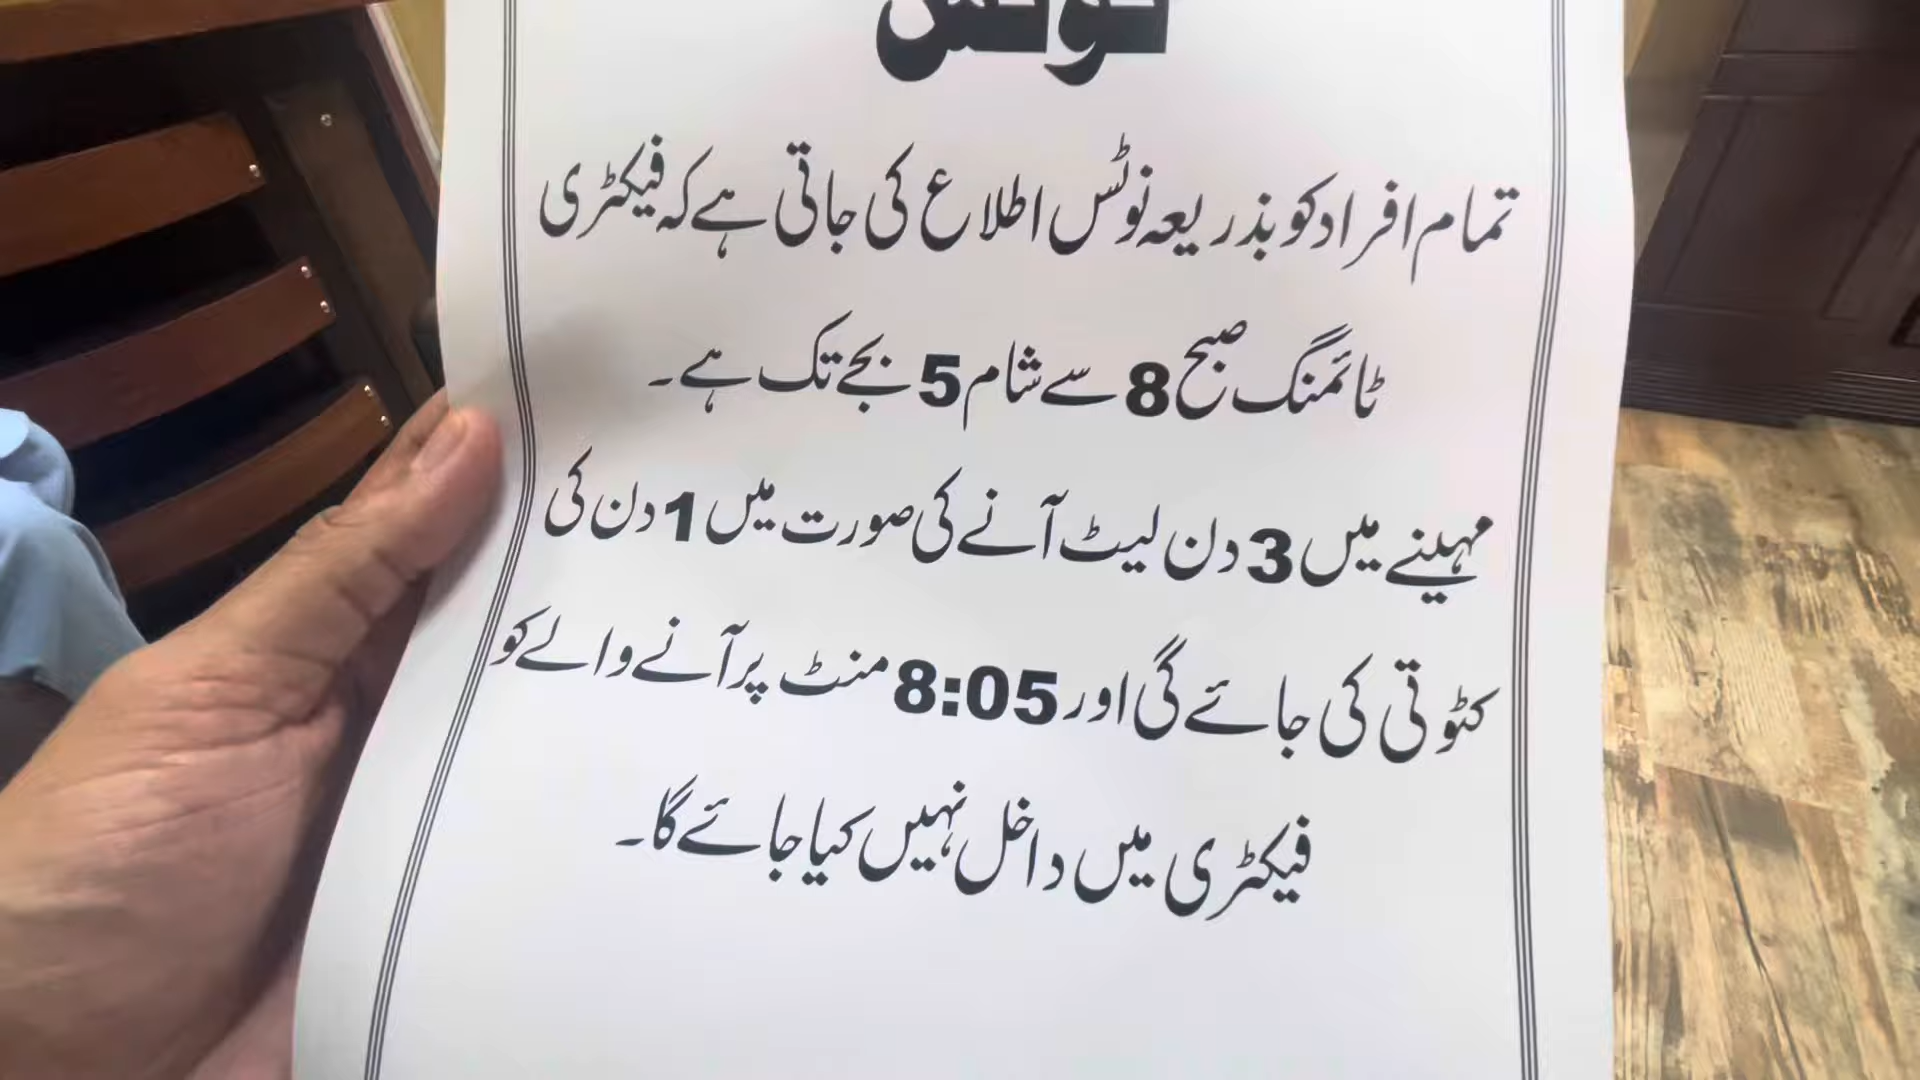 نوٹس
تمام افراد کو بذریعہ نوٹس اطلاع کی جاتی ہے کہ فیکٹری
ٹائمنگ صبح 8 سے شام 5 بجے تک ہے۔
مہینے میں 3 دن لیٹ آنے کی صورت میں 1 دن کی
کٹوتی کی جائے گی اور 8:05 منٹ پر آنے والے کو
فیکٹری میں داخل نہیں کیا جائے گا۔